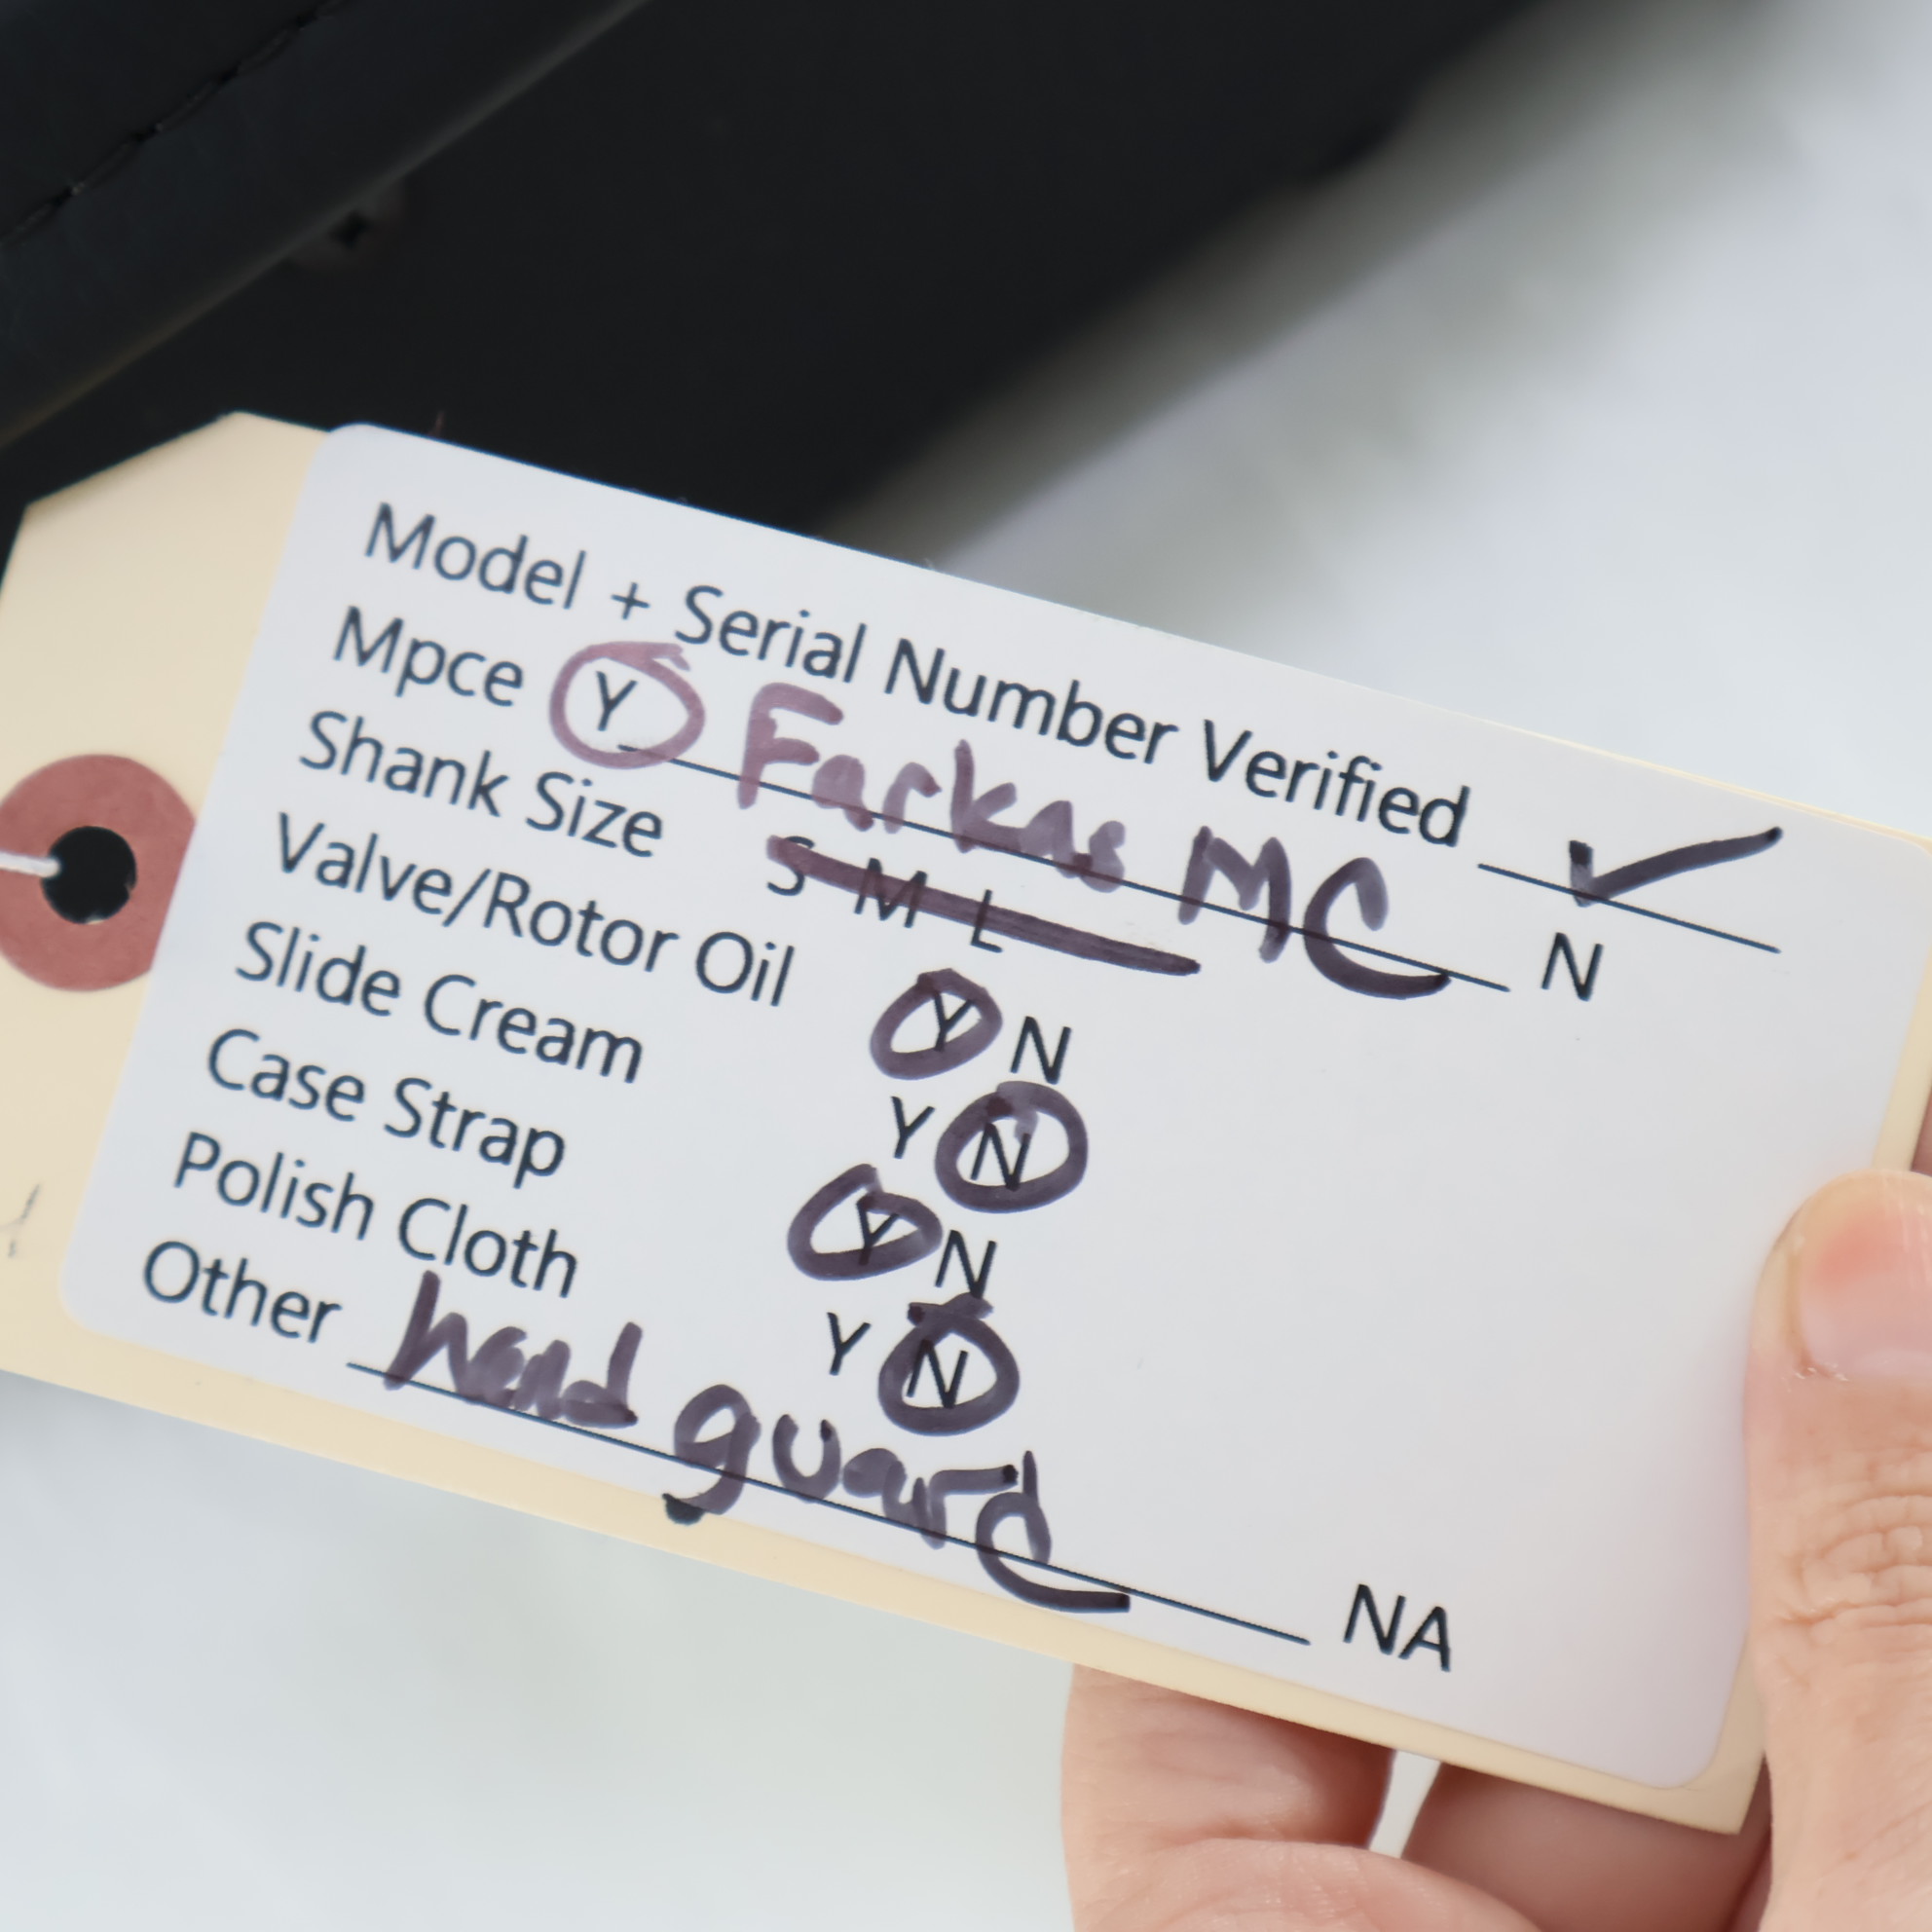 Model + Serial Number Verified ✓
Mpce Y Farkas MC N
Shank Size S M L
Valve/Rotor Oil Y N
Slide Cream Y N
Case Strap Y N
Polish Cloth Y N
Other hand guard NA